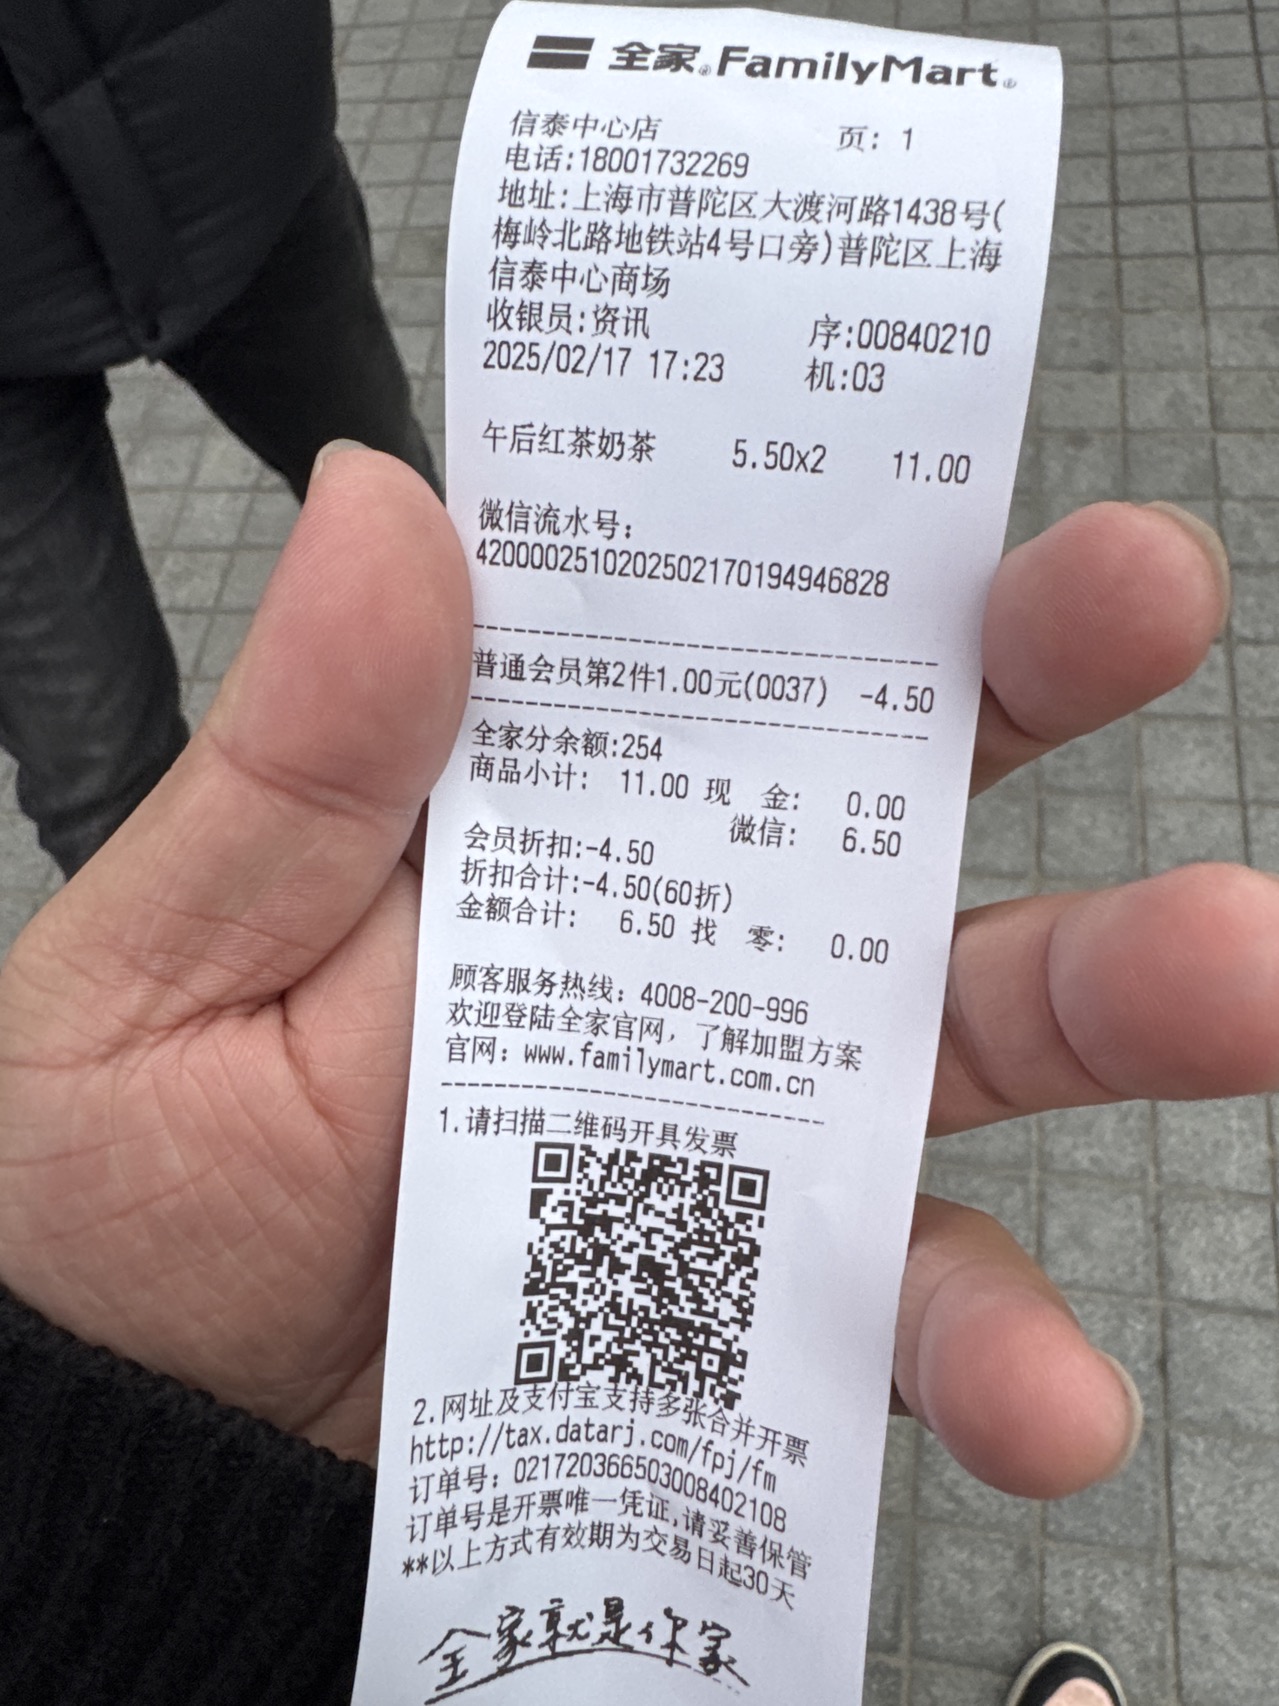 全家 FamilyMart
信泰中心店 页: 1
电话:18001732269
地址:上海市普陀区大渡河路1438号(
梅岭北路地铁站4号口旁)普陀区上海
信泰中心商场
收银员:资讯 序:00840210
2025/02/17 17:23 机:03
午后红茶奶茶 5.50x2 11.00
微信流水号:
4200002510202502170194946828
普通会员第2件1.00元(0037) -4.50
全家分余额:254
商品小计: 11.00 现 金: 0.00
微信: 6.50
会员折扣:-4.50
折扣合计:-4.50(60折)
金额合计: 6.50 找 零: 0.00
顾客服务热线: 4008-200-996
欢迎登陆全家官网, 了解加盟方案
官网: www.familymart.com.cn
1.请扫描二维码开具发票
2.网址及支付宝支持多张合并开票
http://tax.datarj.com/fpj/fm
订单号: 021720366503008402108
订单号是开票唯一凭证,请妥善保管
**以上方式有效期为交易日起30天
全家就是你家